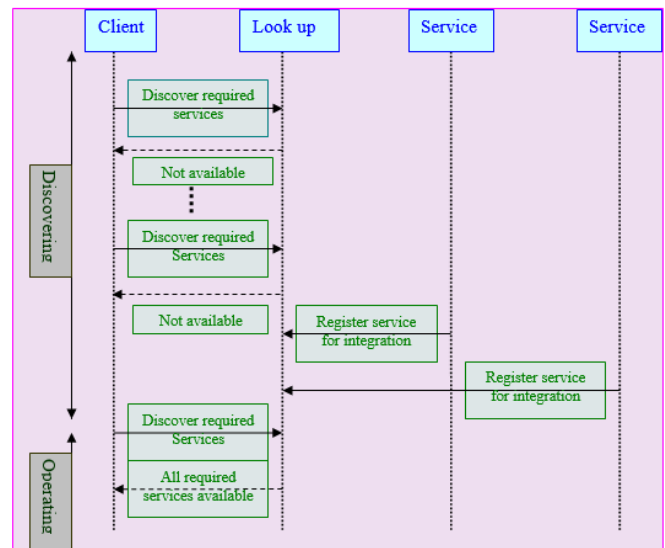 Client
Look up
Service
Service
Discover required
services
Not available
Discovering
Discover required
Services
Not available
Register service
for integration
Register service
for integration
Discover required
Services
Operating
All required
services available